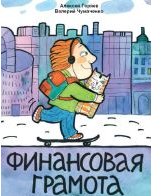 Алексей Горяев
Валерий Чумаченко
ФИНАНСОВАЯ
ГРАМОТА